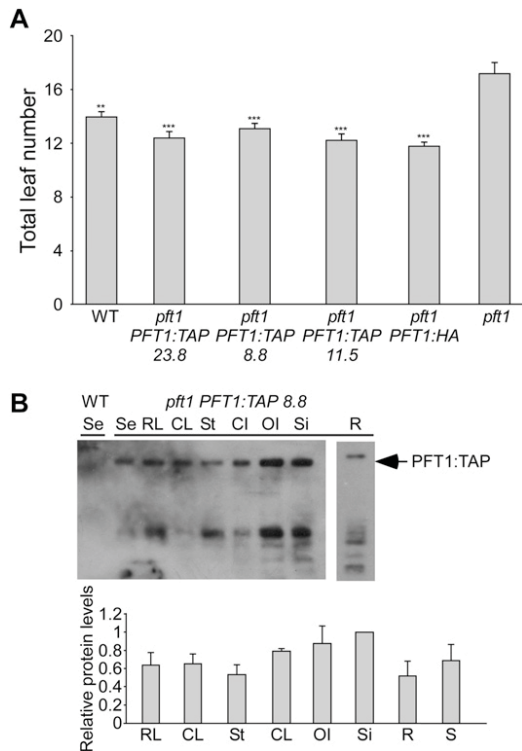 A
Total leaf number
20
16
12
8
4
0
** *** *** *** ***
WT pft1 pft1 pft1 pft1 pft1
PFT1:TAP PFT1:TAP PFT1:TAP PFT1:HA
23.8 8.8 11.5
B
WT pft1 PFT1:TAP 8.8
Se Se RL CL St Cl Ol Si R
PFT1:TAP
Relative protein levels
1.2
1
0.8
0.6
0.4
0.2
0
RL CL St CL Ol Si R S